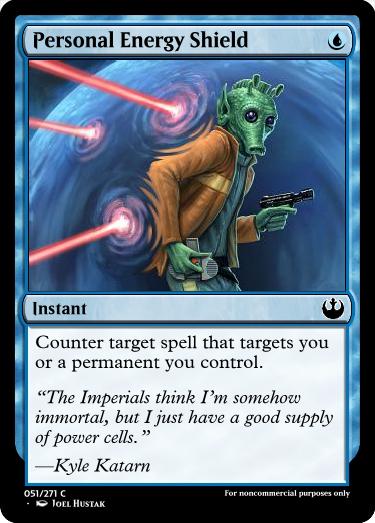 Personal Energy Shield
Instant
Counter target spell that targets you
or a permanent you control.
“The Imperials think I’m somehow
immortal, but I just have a good supply
of power cells.”
—Kyle Katarn
051/271 C
For noncommercial purposes only
· Joel Hustak